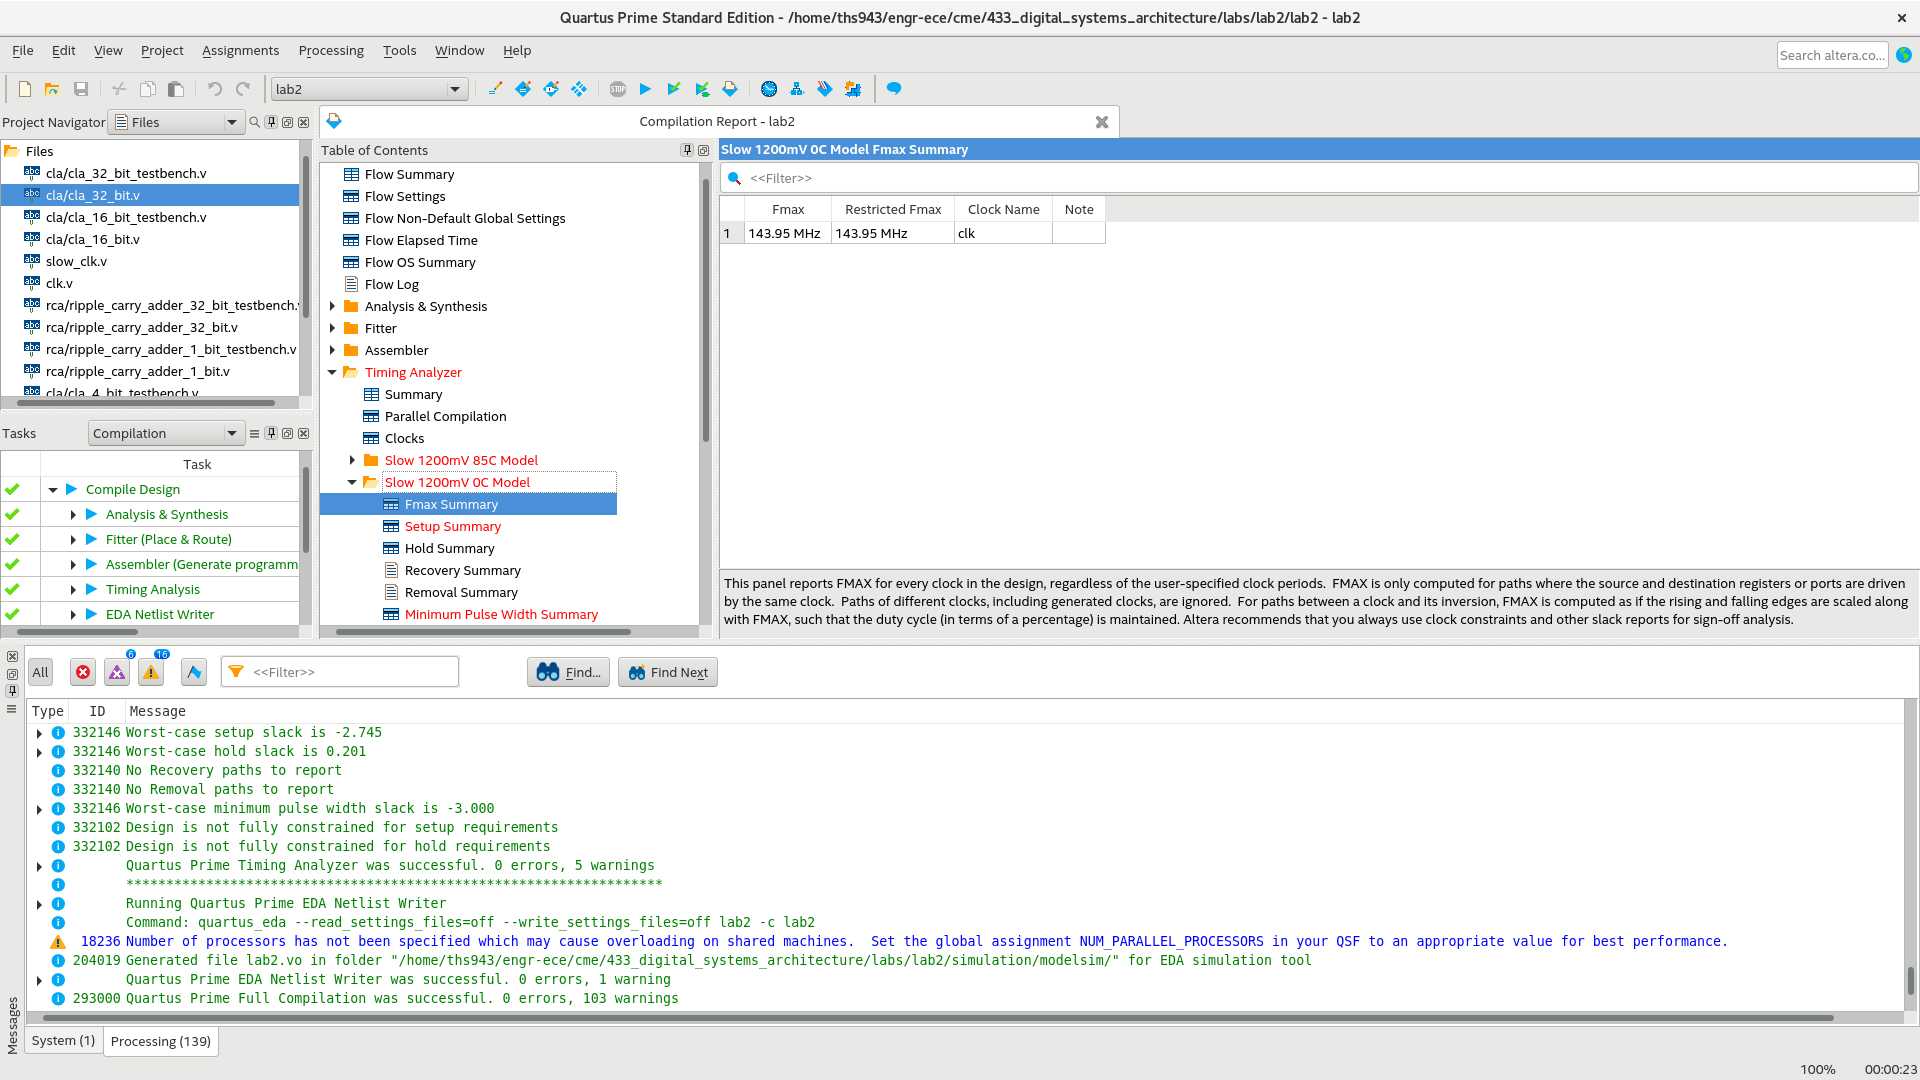 Quartus Prime Standard Edition - /home/ths943/engr-ece/cme/433_digital_systems_architecture/labs/lab2/lab2 - lab2
File Edit View Project Assignments Processing Tools Window Help
Search altera.co...
lab2
Project Navigator Files
Files
cla/cla_32_bit_testbench.v
cla/cla_32_bit.v
cla/cla_16_bit_testbench.v
cla/cla_16_bit.v
slow_clk.v
clk.v
rca/ripple_carry_adder_32_bit_testbench.v
rca/ripple_carry_adder_32_bit.v
rca/ripple_carry_adder_1_bit_testbench.v
rca/ripple_carry_adder_1_bit.v
cla/cla_4_bit_testbench.v
Tasks Compilation
Task
Compile Design
Analysis & Synthesis
Fitter (Place & Route)
Assembler (Generate programm
Timing Analysis
EDA Netlist Writer
Compilation Report - lab2
Table of Contents
Flow Summary
Flow Settings
Flow Non-Default Global Settings
Flow Elapsed Time
Flow OS Summary
Flow Log
Analysis & Synthesis
Fitter
Assembler
Timing Analyzer
Summary
Parallel Compilation
Clocks
Slow 1200mV 85C Model
Slow 1200mV 0C Model
Fmax Summary
Setup Summary
Hold Summary
Recovery Summary
Removal Summary
Minimum Pulse Width Summary
Slow 1200mV 0C Model Fmax Summary
<<Filter>>
Fmax Restricted Fmax Clock Name Note
1 143.95 MHz 143.95 MHz clk
This panel reports FMAX for every clock in the design, regardless of the user-specified clock periods.  FMAX is only computed for paths where the source and destination registers or ports are driven
by the same clock.  Paths of different clocks, including generated clocks, are ignored.  For paths between a clock and its inversion, FMAX is computed as if the rising and falling edges are scaled along
with FMAX, such that the duty cycle (in terms of a percentage) is maintained. Altera recommends that you always use clock constraints and other slack reports for sign-off analysis.
All 6 16 <<Filter>> Find... Find Next
Type ID Message
332146 Worst-case setup slack is -2.745
332146 Worst-case hold slack is 0.201
332140 No Recovery paths to report
332140 No Removal paths to report
332146 Worst-case minimum pulse width slack is -3.000
332102 Design is not fully constrained for setup requirements
332102 Design is not fully constrained for hold requirements
Quartus Prime Timing Analyzer was successful. 0 errors, 5 warnings
*******************************************************************
Running Quartus Prime EDA Netlist Writer
Command: quartus_eda --read_settings_files=off --write_settings_files=off lab2 -c lab2
18236 Number of processors has not been specified which may cause overloading on shared machines.  Set the global assignment NUM_PARALLEL_PROCESSORS in your QSF to an appropriate value for best performance.
204019 Generated file lab2.vo in folder "/home/ths943/engr-ece/cme/433_digital_systems_architecture/labs/lab2/simulation/modelsim/" for EDA simulation tool
Quartus Prime EDA Netlist Writer was successful. 0 errors, 1 warning
293000 Quartus Prime Full Compilation was successful. 0 errors, 103 warnings
Messages
System (1) Processing (139)
100% 00:00:23